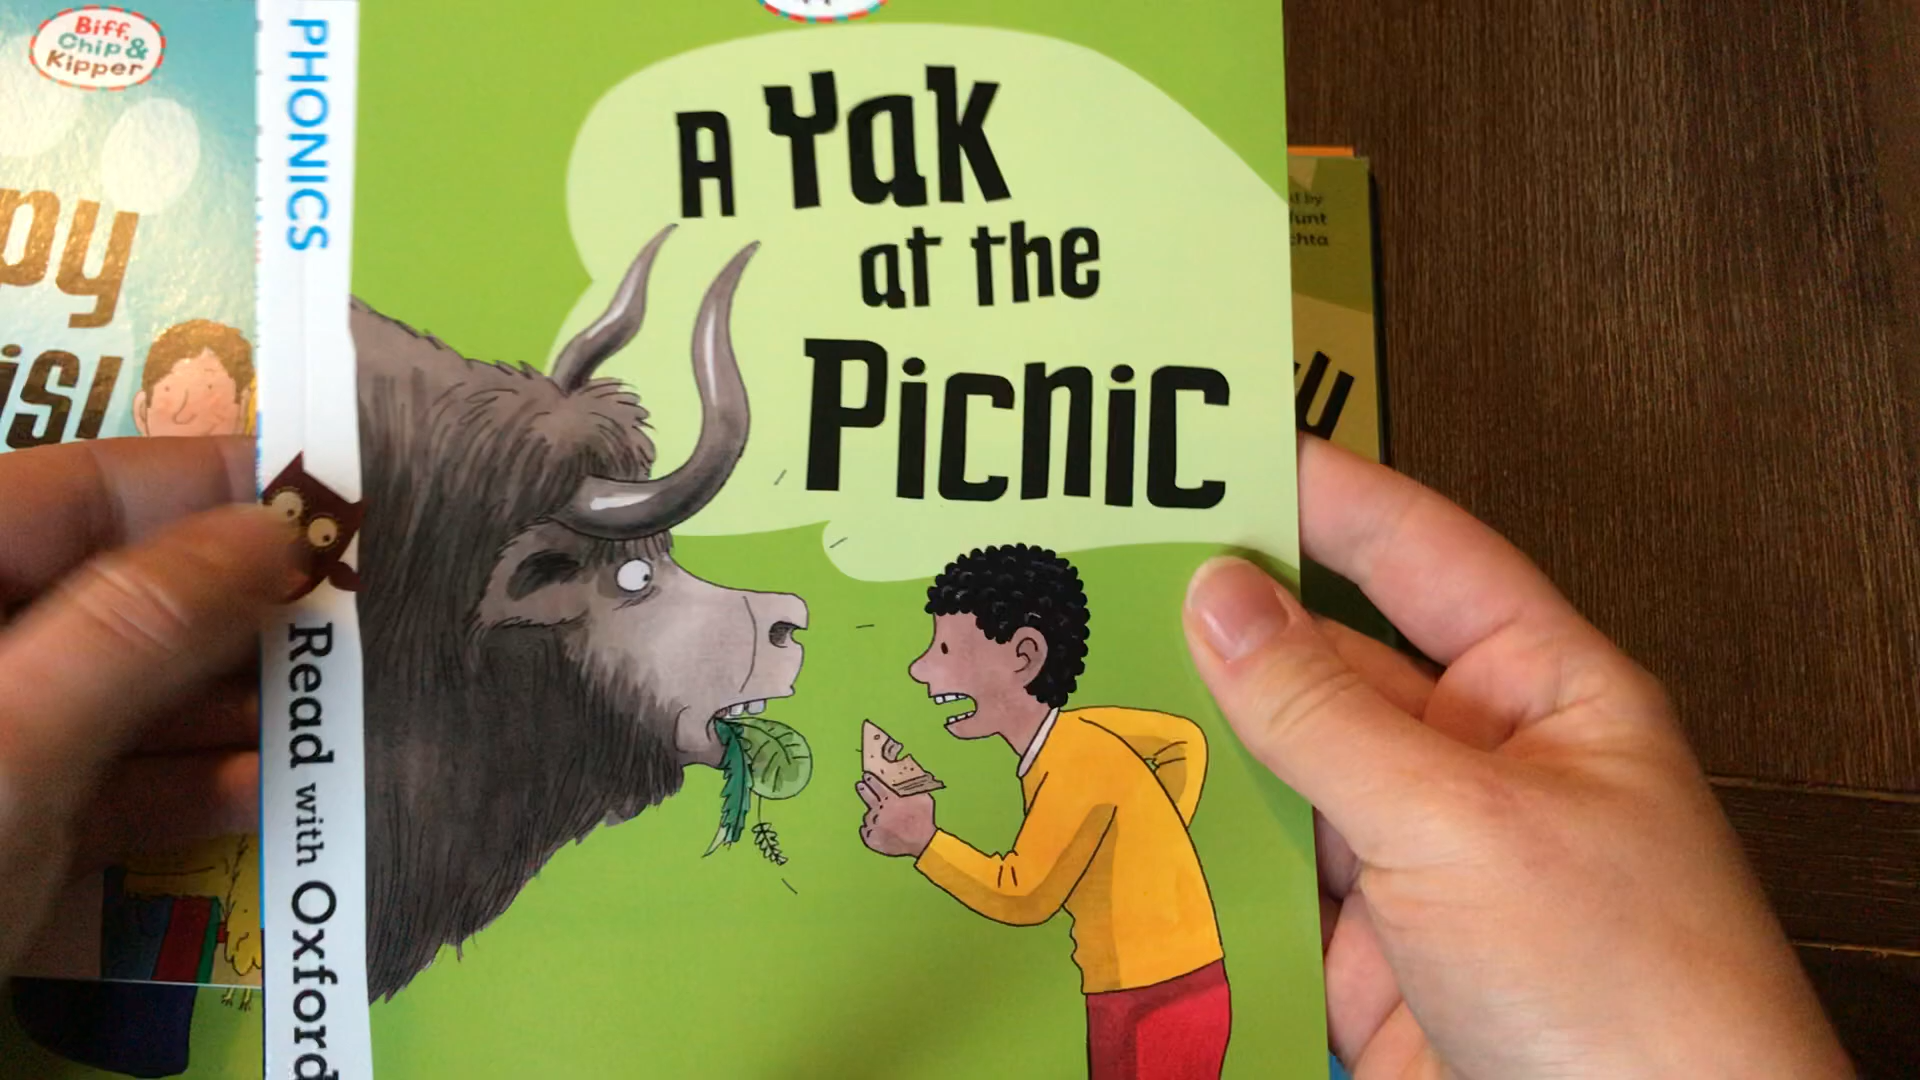 Biff,
Chip &
Kipper
PHONICS
Read with Oxford
A Yak
at the
Picnic